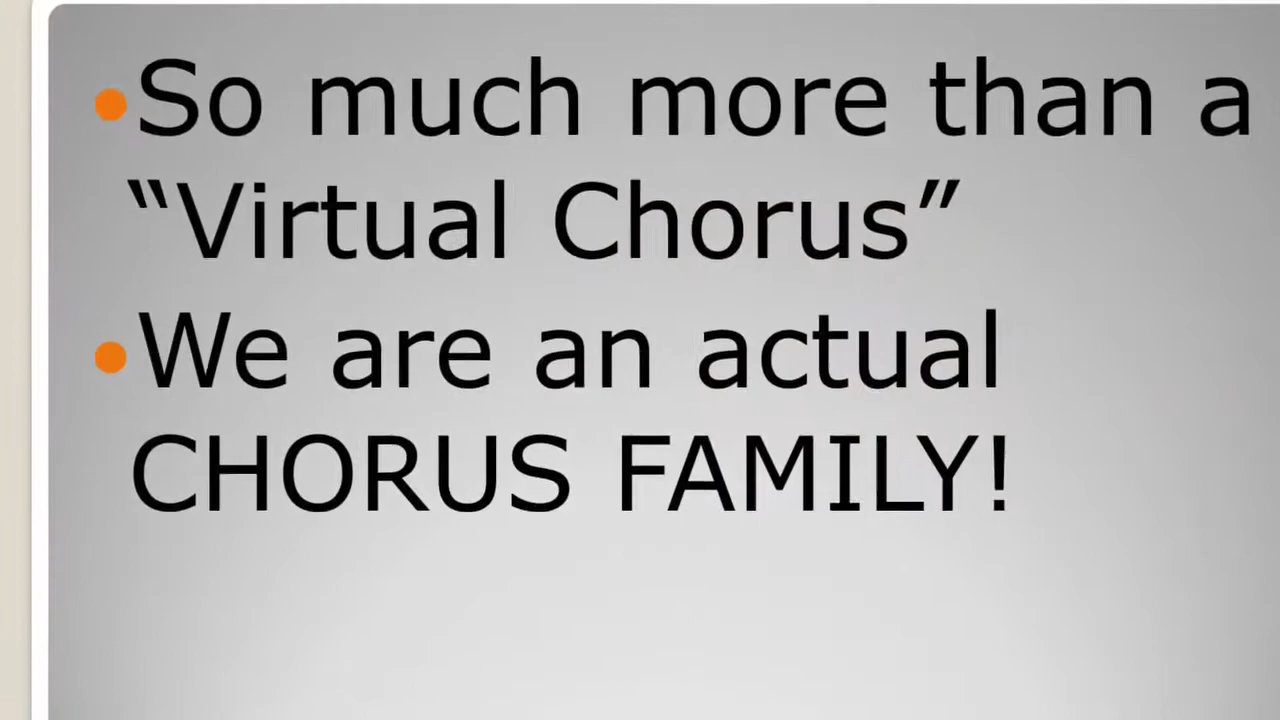 •So much more than a
“Virtual Chorus”
•We are an actual
CHORUS FAMILY!